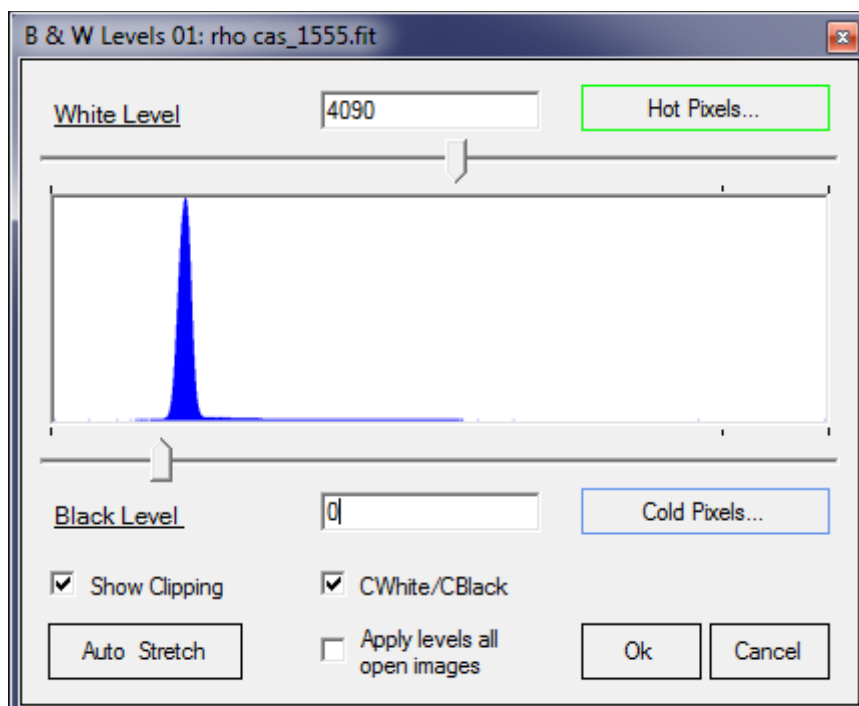 B & W Levels 01: rho cas_1555.fit
White Level
4090
Hot Pixels...
Black Level
0
Cold Pixels...
Show Clipping
CWhite/CBlack
Auto Stretch
Apply levels all
open images
Ok
Cancel